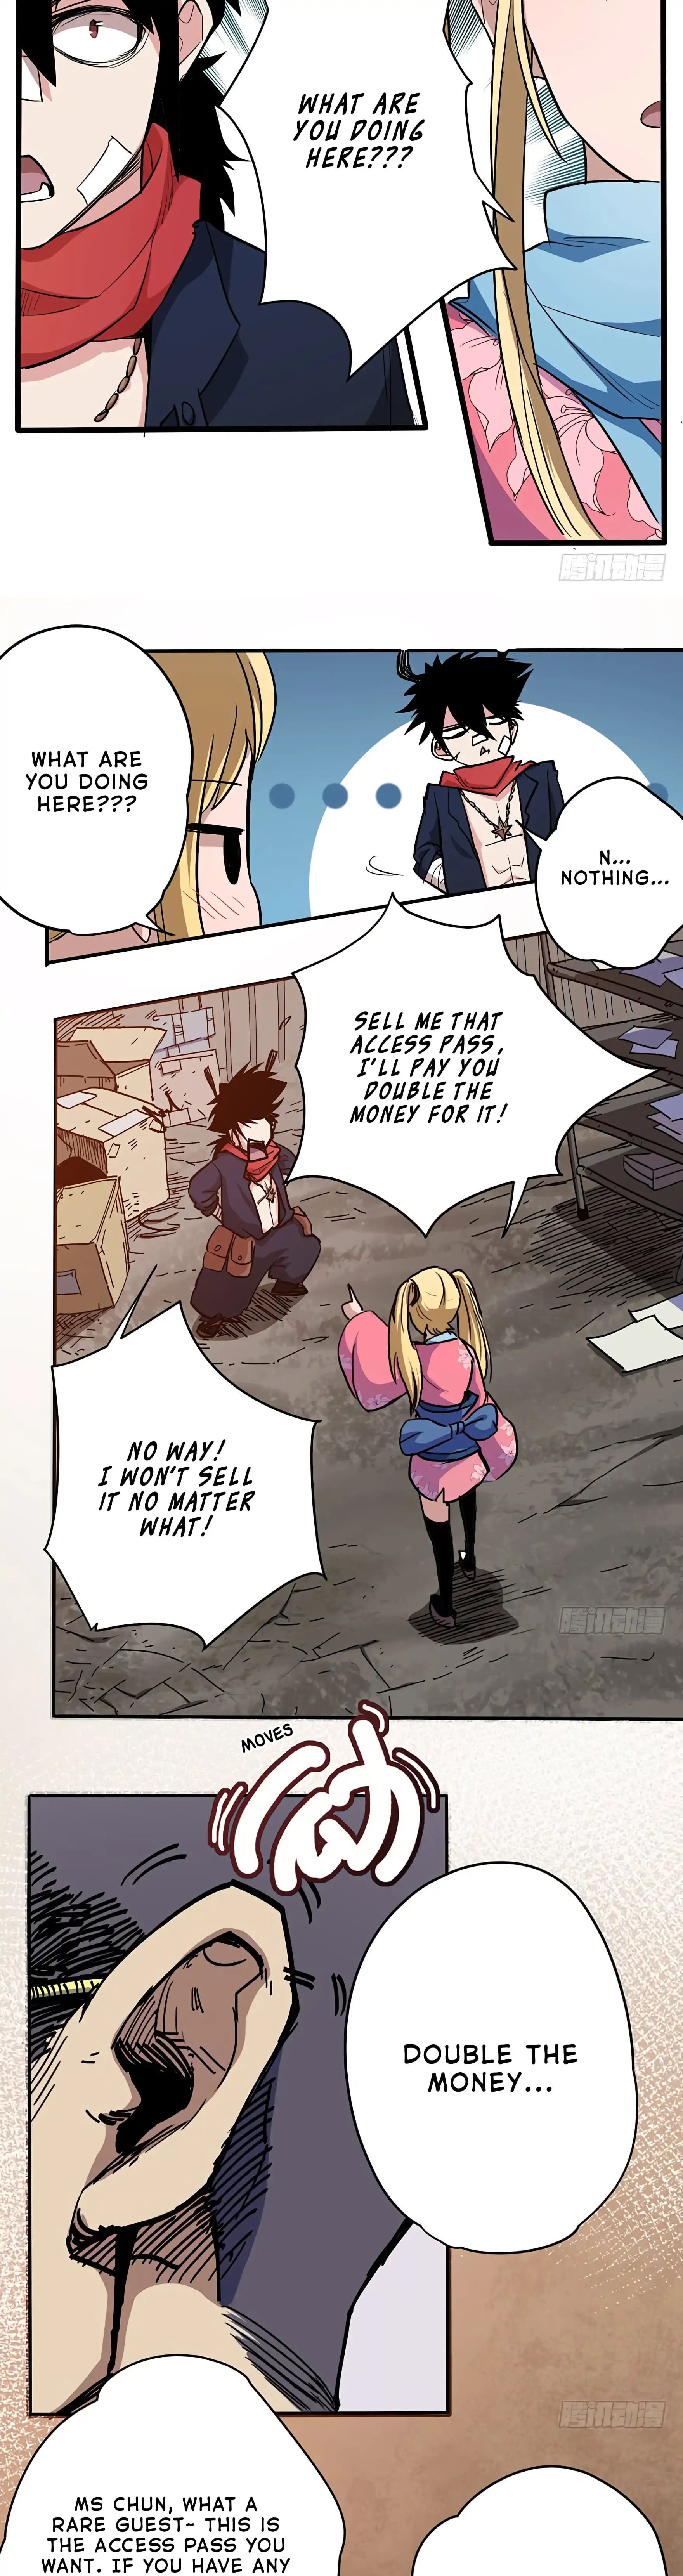 WHAT ARE
YOU DOING
HERE???
腾讯动漫
WHAT ARE
YOU DOING
HERE???
N...
NOTHING...
SELL ME THAT
ACCESS PASS,
I'LL PAY YOU
DOUBLE THE
MONEY FOR IT!
NO WAY!
I WON'T SELL
IT NO MATTER
WHAT!
腾讯动漫
MOVES
DOUBLE THE
MONEY...
腾讯动漫
MS CHUN, WHAT A
RARE GUEST~ THIS IS
THE ACCESS PASS YOU
WANT. IF YOU HAVE ANY